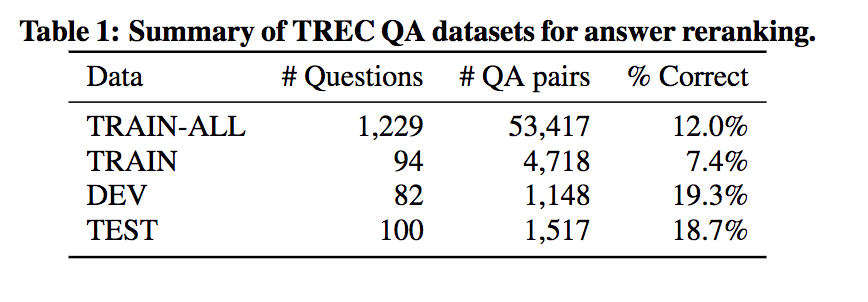 Table 1: Summary of TREC QA datasets for answer reranking.
Data # Questions # QA pairs % Correct
TRAIN-ALL 1,229 53,417 12.0%
TRAIN 94 4,718 7.4%
DEV 82 1,148 19.3%
TEST 100 1,517 18.7%